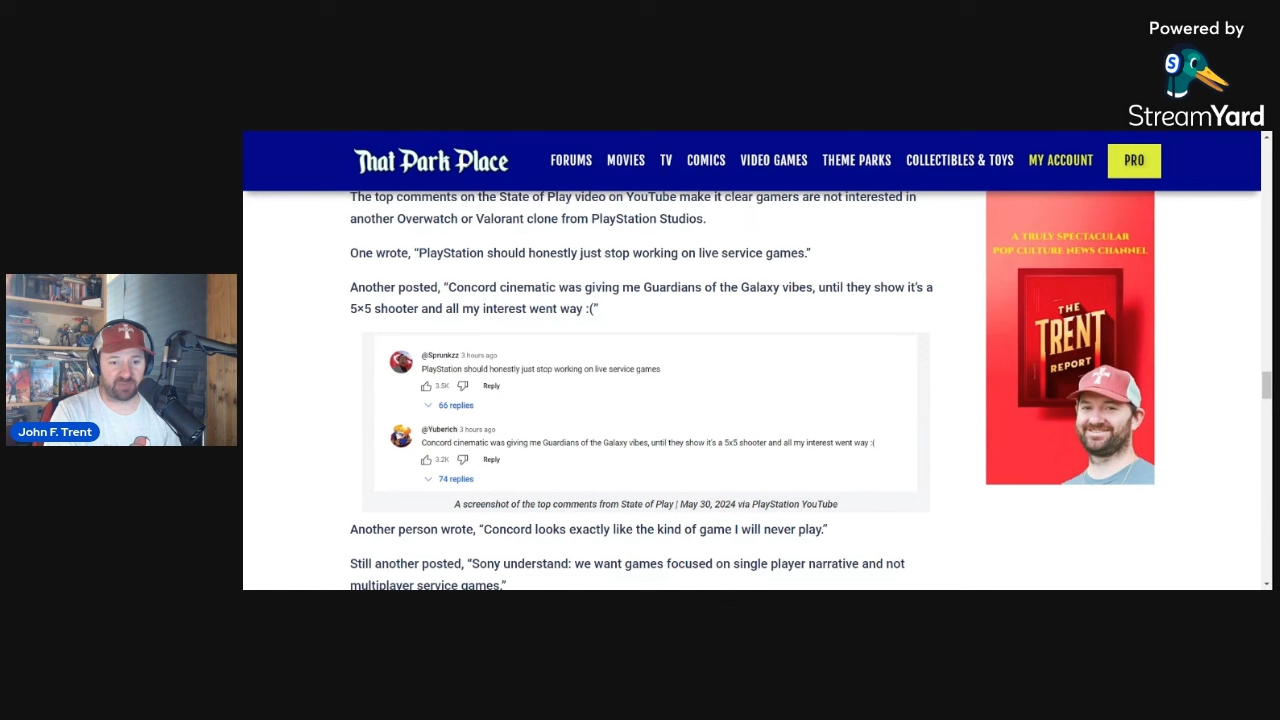 Powered by
S
StreamYard
That Park Place
FORUMS MOVIES TV COMICS VIDEO GAMES THEME PARKS COLLECTIBLES & TOYS MY ACCOUNT PRO
The top comments on the State of Play video on YouTube make it clear gamers are not interested in
another Overwatch or Valorant clone from PlayStation Studios.
One wrote, “PlayStation should honestly just stop working on live service games.”
Another posted, “Concord cinematic was giving me Guardians of the Galaxy vibes, until they show it’s a
5×5 shooter and all my interest went way :(”
@Sprunkzz 3 hours ago
PlayStation should honestly just stop working on live service games
3.5K Reply
66 replies
@Yuberich 3 hours ago
Concord cinematic was giving me Guardians of the Galaxy vibes, until they show it's a 5x5 shooter and all my interest went way :(
3.2K Reply
74 replies
A screenshot of the top comments from State of Play | May 30, 2024 via PlayStation YouTube
Another person wrote, “Concord looks exactly like the kind of game I will never play.”
Still another posted, “Sony understand: we want games focused on single player narrative and not
multiplayer service games.”
A TRULY SPECTACULAR
POP CULTURE NEWS CHANNEL
THE
TRENT
REPORT
John F. Trent